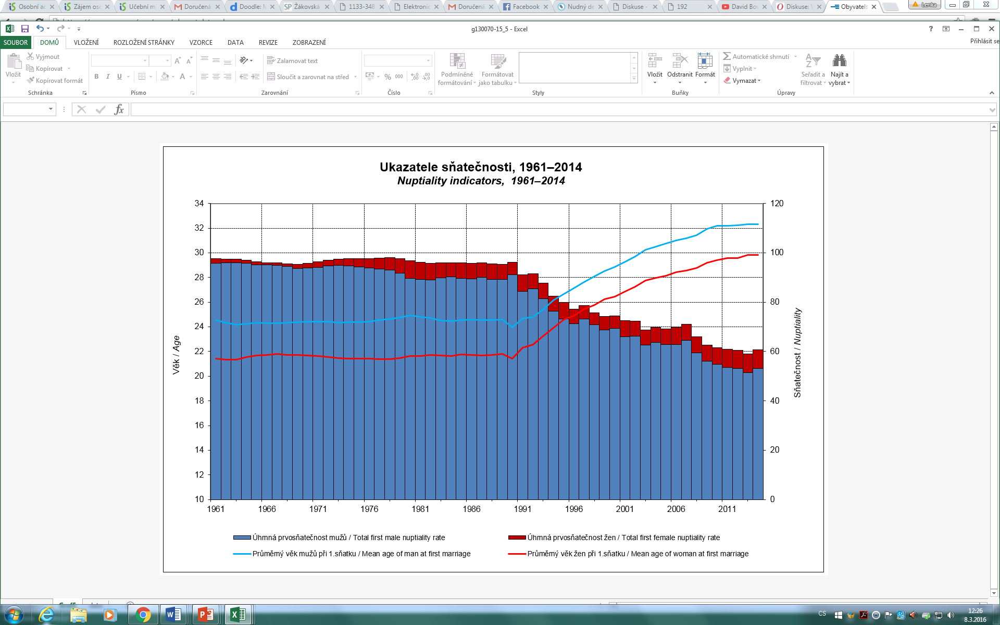 Osobní ad
Zájem oso
Učební ma
Doručená
Doodle: M
SP Žákovská
1133-348
Elektronic
Doručená
Facebook
Nudný de
Diskuse -
192
David Bow
Diskuse: V
Obyvatels
Lenka
g130070-15_5 - Excel
SOUBOR DOMŮ VLOŽENÍ ROZLOŽENÍ STRÁNKY VZORCE DATA REVIZE ZOBRAZENÍ
Přihlásit se
Vložit
Vyjmout
Kopírovat
Kopírovat formát
Schránka
B I U A A A
Písmo
Zalamovat text
Sloučit a zarovnat na střed
Zarovnání
% 000
Číslo
Podmíněné formátování
Formátovat jako tabulku
Styly
Vložit Odstranit Formát
Buňky
Automatické shrnutí
Vyplnit
Vymazat
Seřadit a filtrovat
Najít a vybrat
Úpravy
fx
Ukazatele sňatečnosti, 1961–2014
Nuptiality indicators, 1961–2014
34
32
30
28
26
24
22
20
18
16
14
12
10
Věk / Age
120
100
80
60
40
20
0
Sňatečnost / Nuptiality
1961 1966 1971 1976 1981 1986 1991 1996 2001 2006 2011
Úhrnná prvosňatečnost mužů / Total first male nuptiality rate
Úhrnná prvosňatečnost žen / Total first female nuptiality rate
Průměrný věk mužů při 1.sňatku / Mean age of man at first marriage
Průměrný věk žen při 1.sňatku / Mean age of woman at first marriage
CS
12:26
8.3.2016